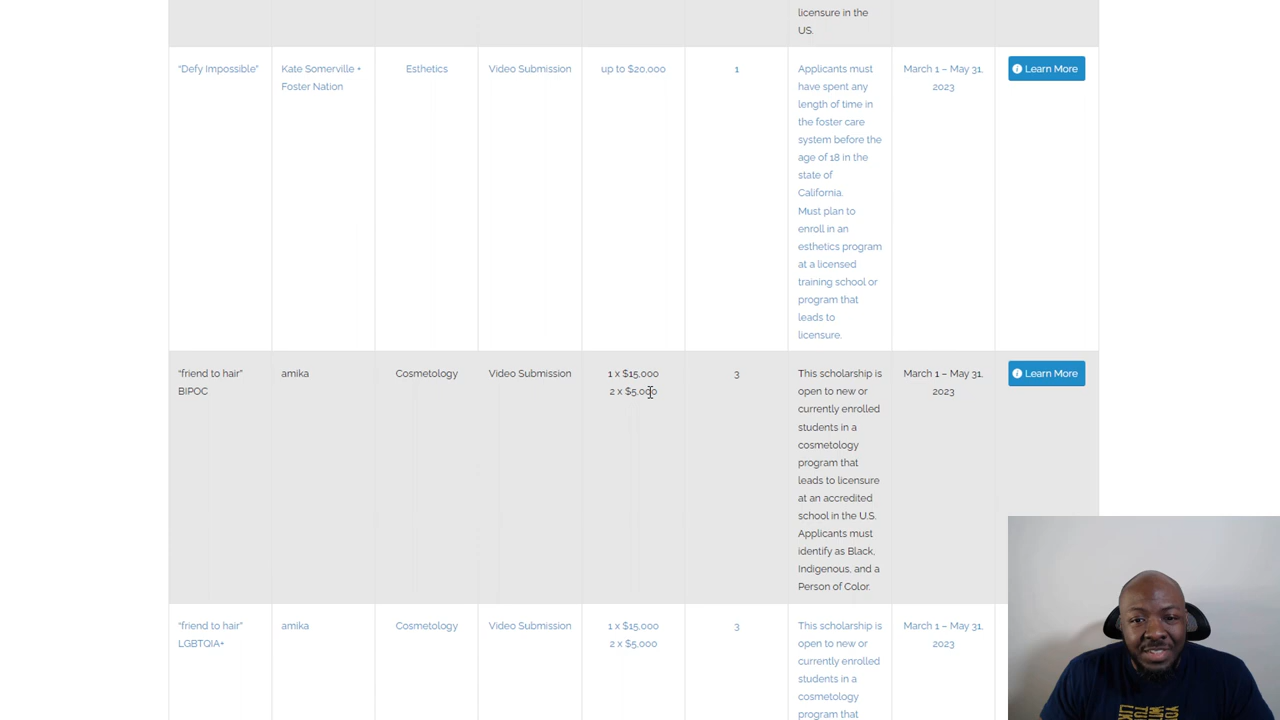 licensure in the
US.
“Defy Impossible”
Kate Somerville +
Foster Nation
Esthetics
Video Submission
up to $20,000
1
Applicants must
have spent any
length of time in
the foster care
system before the
age of 18 in the
state of
California.
Must plan to
enroll in an
esthetics program
at a licensed
training school or
program that
leads to
licensure.
March 1 – May 31,
2023
Learn More
“friend to hair”
BIPOC
amika
Cosmetology
Video Submission
1 x $15,000
2 x $5,000
3
This scholarship is
open to new or
currently enrolled
students in a
cosmetology
program that
leads to licensure
at an accredited
school in the U.S.
Applicants must
identify as Black,
Indigenous, and a
Person of Color.
March 1 – May 31,
2023
Learn More
“friend to hair”
LGBTQIA+
amika
Cosmetology
Video Submission
1 x $15,000
2 x $5,000
3
This scholarship is
open to new or
currently enrolled
students in a
cosmetology
program that
March 1 – May 31,
2023